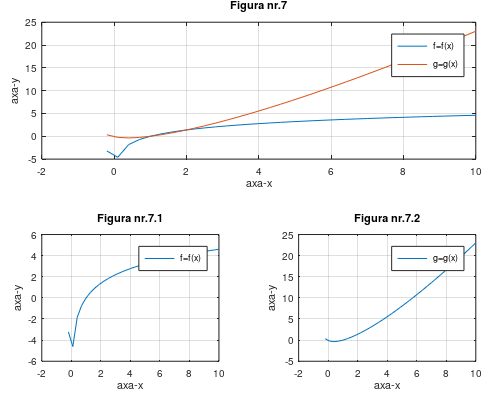 Figura nr.7
25
20
15
10
5
0
-5
axa-y
f=f(x)
g=g(x)
-2 0 2 4 6 8 10
axa-x
Figura nr.7.1
6
4
2
0
-2
-4
-6
axa-y
f=f(x)
-2 0 2 4 6 8 10
axa-x
Figura nr.7.2
25
20
15
10
5
0
-5
axa-y
g=g(x)
-2 0 2 4 6 8 10
axa-x